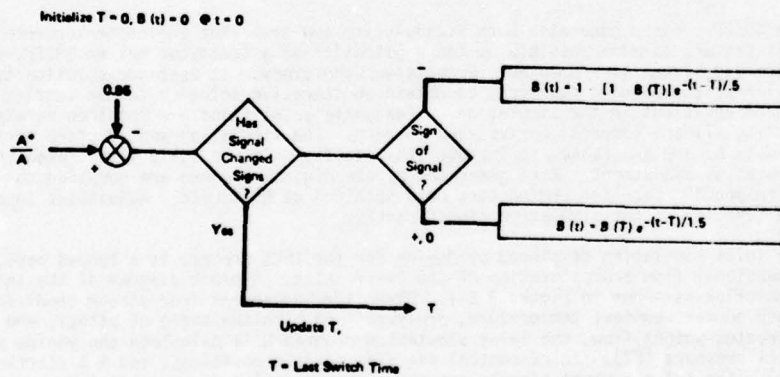 Initialize T = 0, B (t) = 0 @ t = 0
0.86
A*
A
-
+
Has
Signal
Changed
Signs
?
Yes
Update T,
T
T = Last Switch Time
Sign
of
Signal
?
-
+, 0
B (t) = 1 [1 B (T)] e-(t-T)/.5
B (t) = B (T) e-(t-T)/1.5